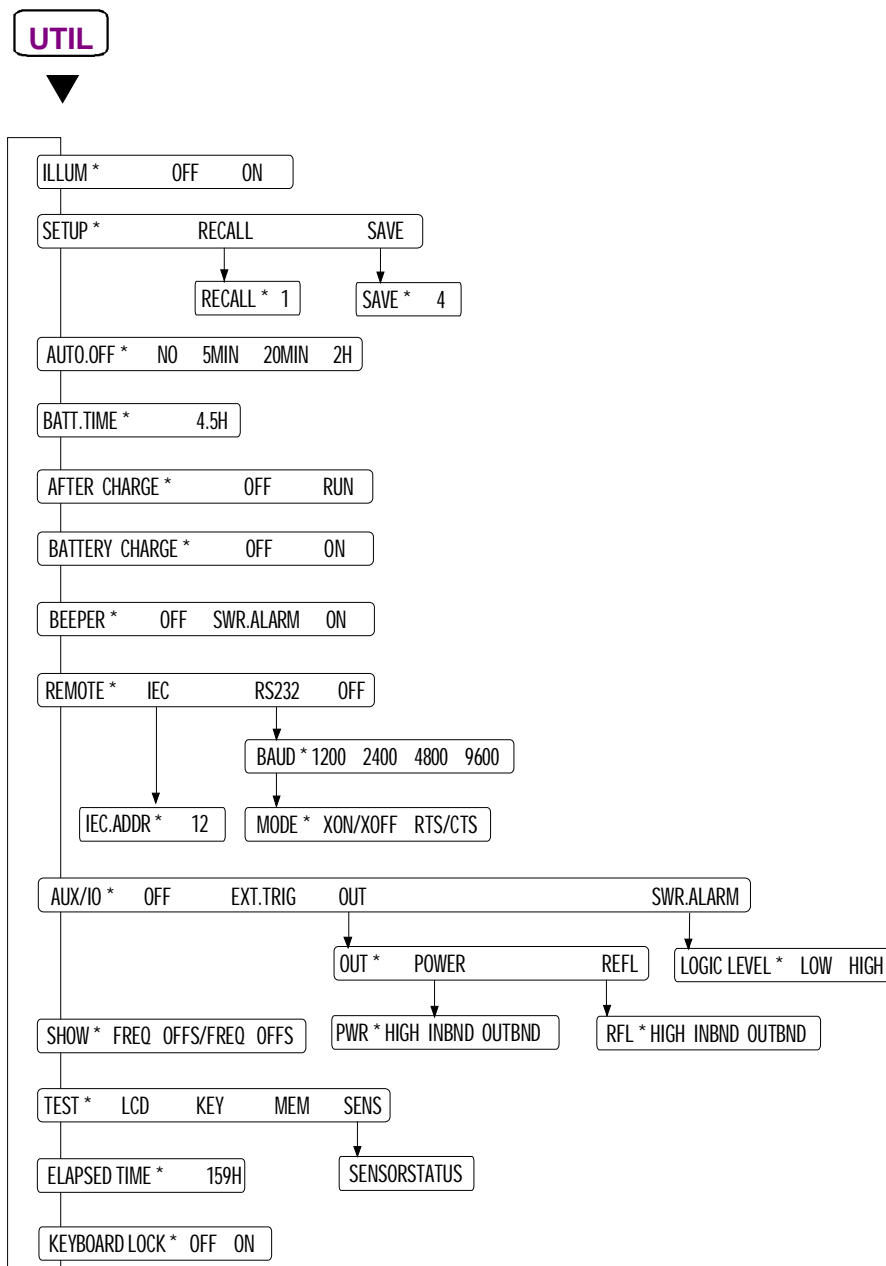 UTIL
ILLUM * OFF ON
SETUP * RECALL SAVE
RECALL * 1 SAVE * 4
AUTO.OFF * NO 5MIN 20MIN 2H
BATT.TIME * 4.5H
AFTER CHARGE * OFF RUN
BATTERY CHARGE * OFF ON
BEEPER * OFF SWR.ALARM ON
REMOTE * IEC RS232 OFF
BAUD * 1200 2400 4800 9600
IEC.ADDR * 12 MODE * XON/XOFF RTS/CTS
AUX/IO * OFF EXT.TRIG OUT SWR.ALARM
OUT * POWER REFL LOGIC LEVEL * LOW HIGH
SHOW * FREQ OFFS/FREQ OFFS PWR * HIGH INBND OUTBND RFL * HIGH INBND OUTBND
TEST * LCD KEY MEM SENS
ELAPSED TIME * 159H SENSORSTATUS
KEYBOARD LOCK * OFF ON